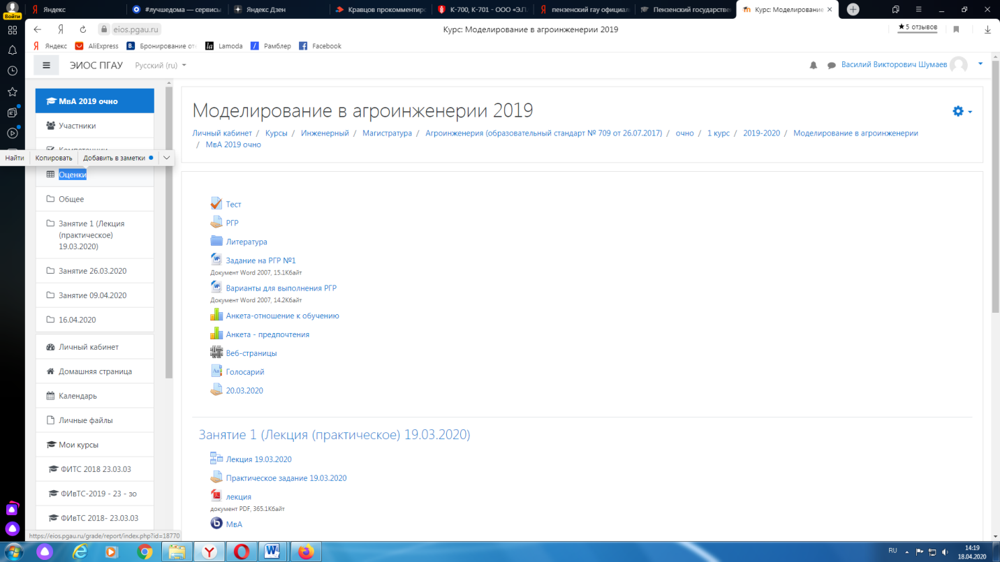 Яндекс
#лучшедома — сервисы
Яндекс Дзен
Кравцов прокомментиро
К-700, К-701 - ООО «Э.П.
пензенский гау официал
Пензенский государстве
Курс: Моделирование
Войти
eios.pgau.ru
Курс: Моделирование в агроинженерии 2019
★5 отзывов
Яндекс
AliExpress
Бронирование оте
Lamoda
Рамблер
Facebook
ЭИОС ПГАУ
Русский (ru)
Василий Викторович Шумаев
МвА 2019 очно
Участники
Компетенции
Найти
Копировать
Добавить в заметки
Оценки
Общее
Занятие 1 (Лекция
(практическое)
19.03.2020)
Занятие 26.03.2020
Занятие 09.04.2020
16.04.2020
Личный кабинет
Домашняя страница
Календарь
Личные файлы
Мои курсы
ФИТС 2018 23.03.03
ФИвТС-2019 - 23 - зо
ФИвТС 2018- 23.03.03
https://eios.pgau.ru/grade/report/index.php?id=18770
Моделирование в агроинженерии 2019
Личный кабинет / Курсы / Инженерный / Магистратура / Агроинженерия (образовательный стандарт № 709 от 26.07.2017) / очно / 1 курс / 2019-2020 / Моделирование в агроинженерии
/ МвА 2019 очно
Тест
РГР
Литература
Задание на РГР №1
Документ Word 2007, 15.1Кбайт
Варианты для выполнения РГР
Документ Word 2007, 14.2Кбайт
Анкета-отношение к обучению
Анкета - предпочтения
Веб-страницы
Голосарий
20.03.2020
Занятие 1 (Лекция (практическое) 19.03.2020)
Лекция 19.03.2020
Практическое задание 19.03.2020
лекция
документ PDF, 365.1Кбайт
МвА
RU
14:19
18.04.2020